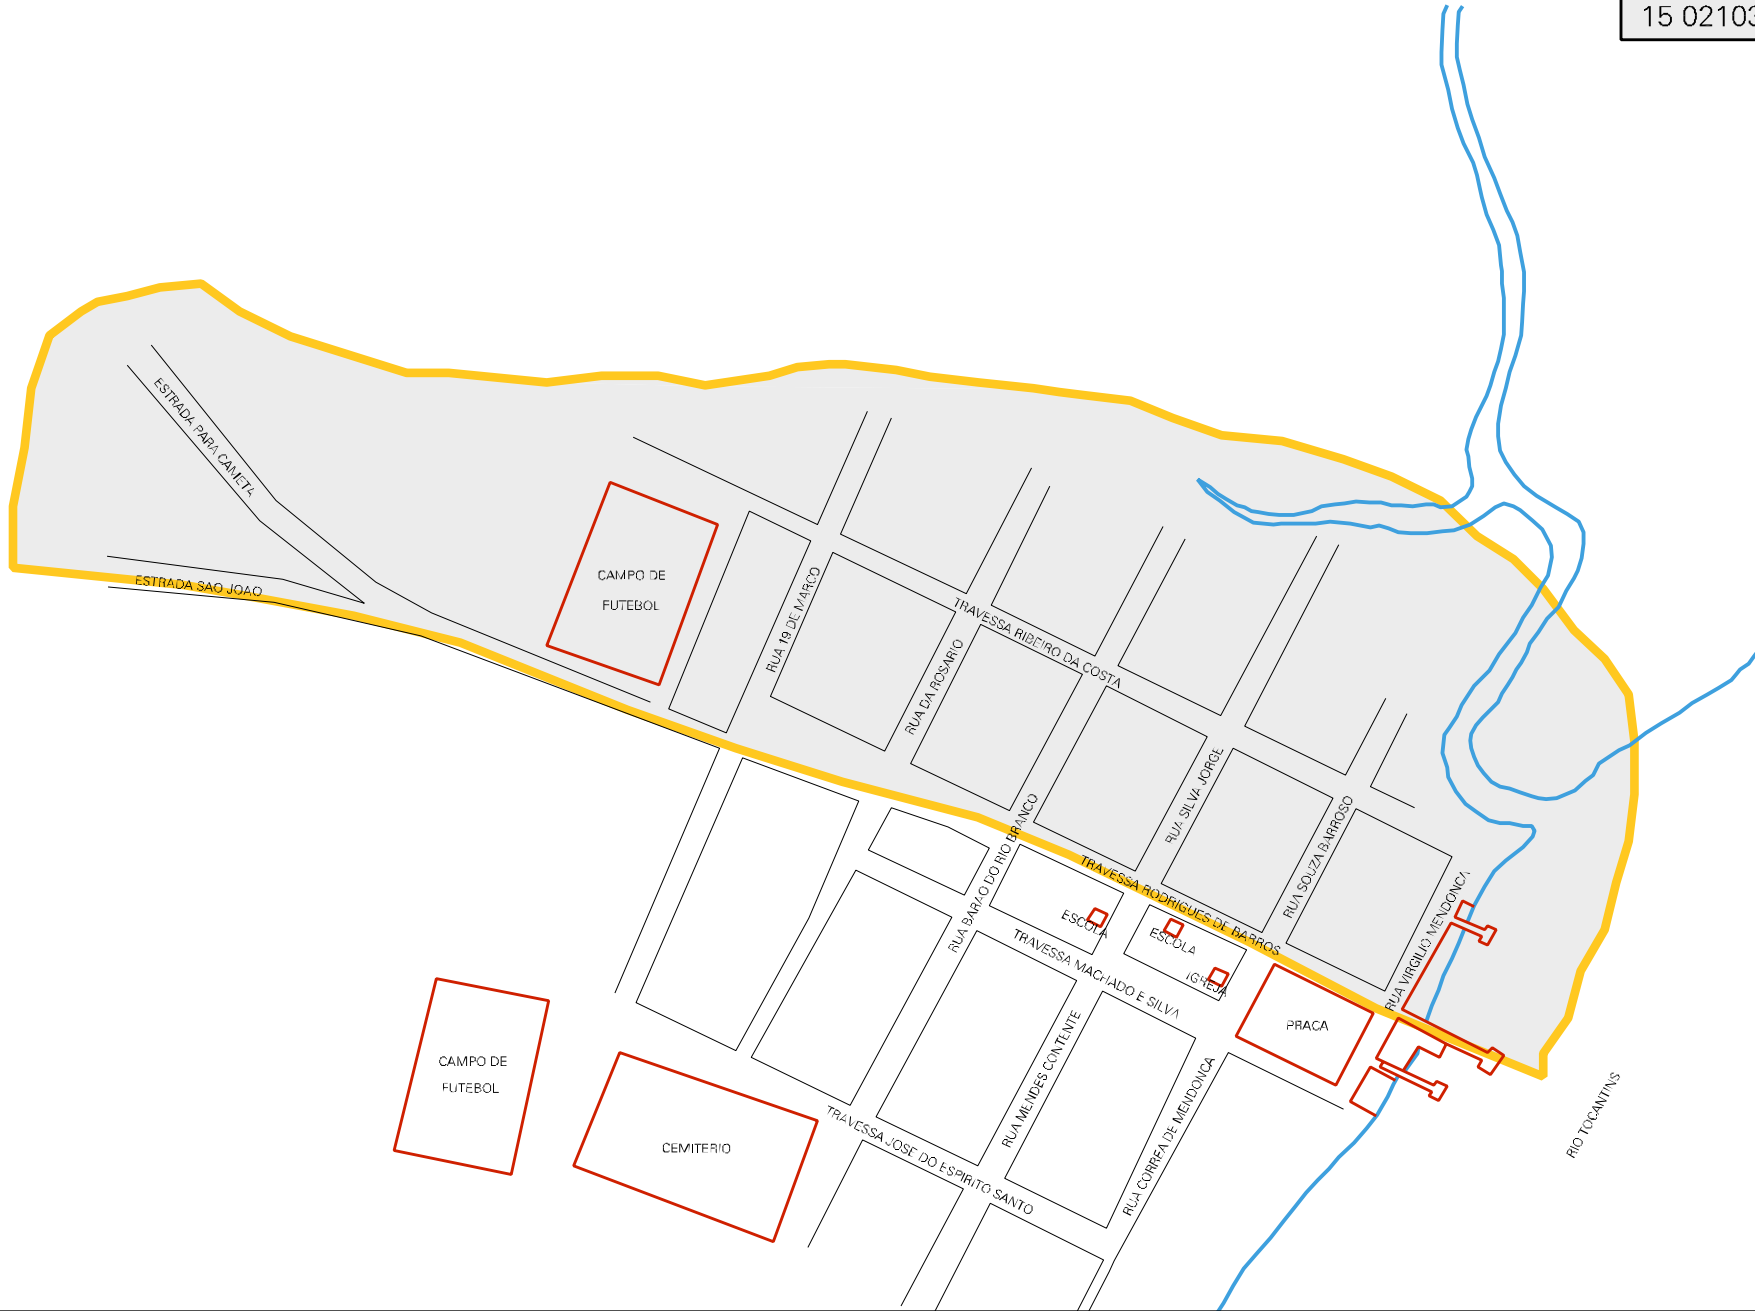 15 02103
ESTRADA PARA CAMETA
ESTRADA SAO JOAO
CAMPO DE
FUTEBOL
RUA 19 DE MARCO
TRAVESSA RIBEIRO DA COSTA
RUA DA ROSARIO
RUA SILVA JORGE
RUA SOUZA BARROSO
RUA BARAO DO RIO BRANCO
TRAVESSA RODRIGUES DE BARROS
RUA VIRGILIO MENDONCA
ESCOLA
ESCOLA
IGREJA
TRAVESSA MACHADO E SILVA
PRACA
RUA MENDES CONTENTE
RUA CORREA DE MENDONCA
CAMPO DE
FUTEBOL
CEMITERIO
TRAVESSA JOSE DO ESPIRITO SANTO
RIO TOCANTINS